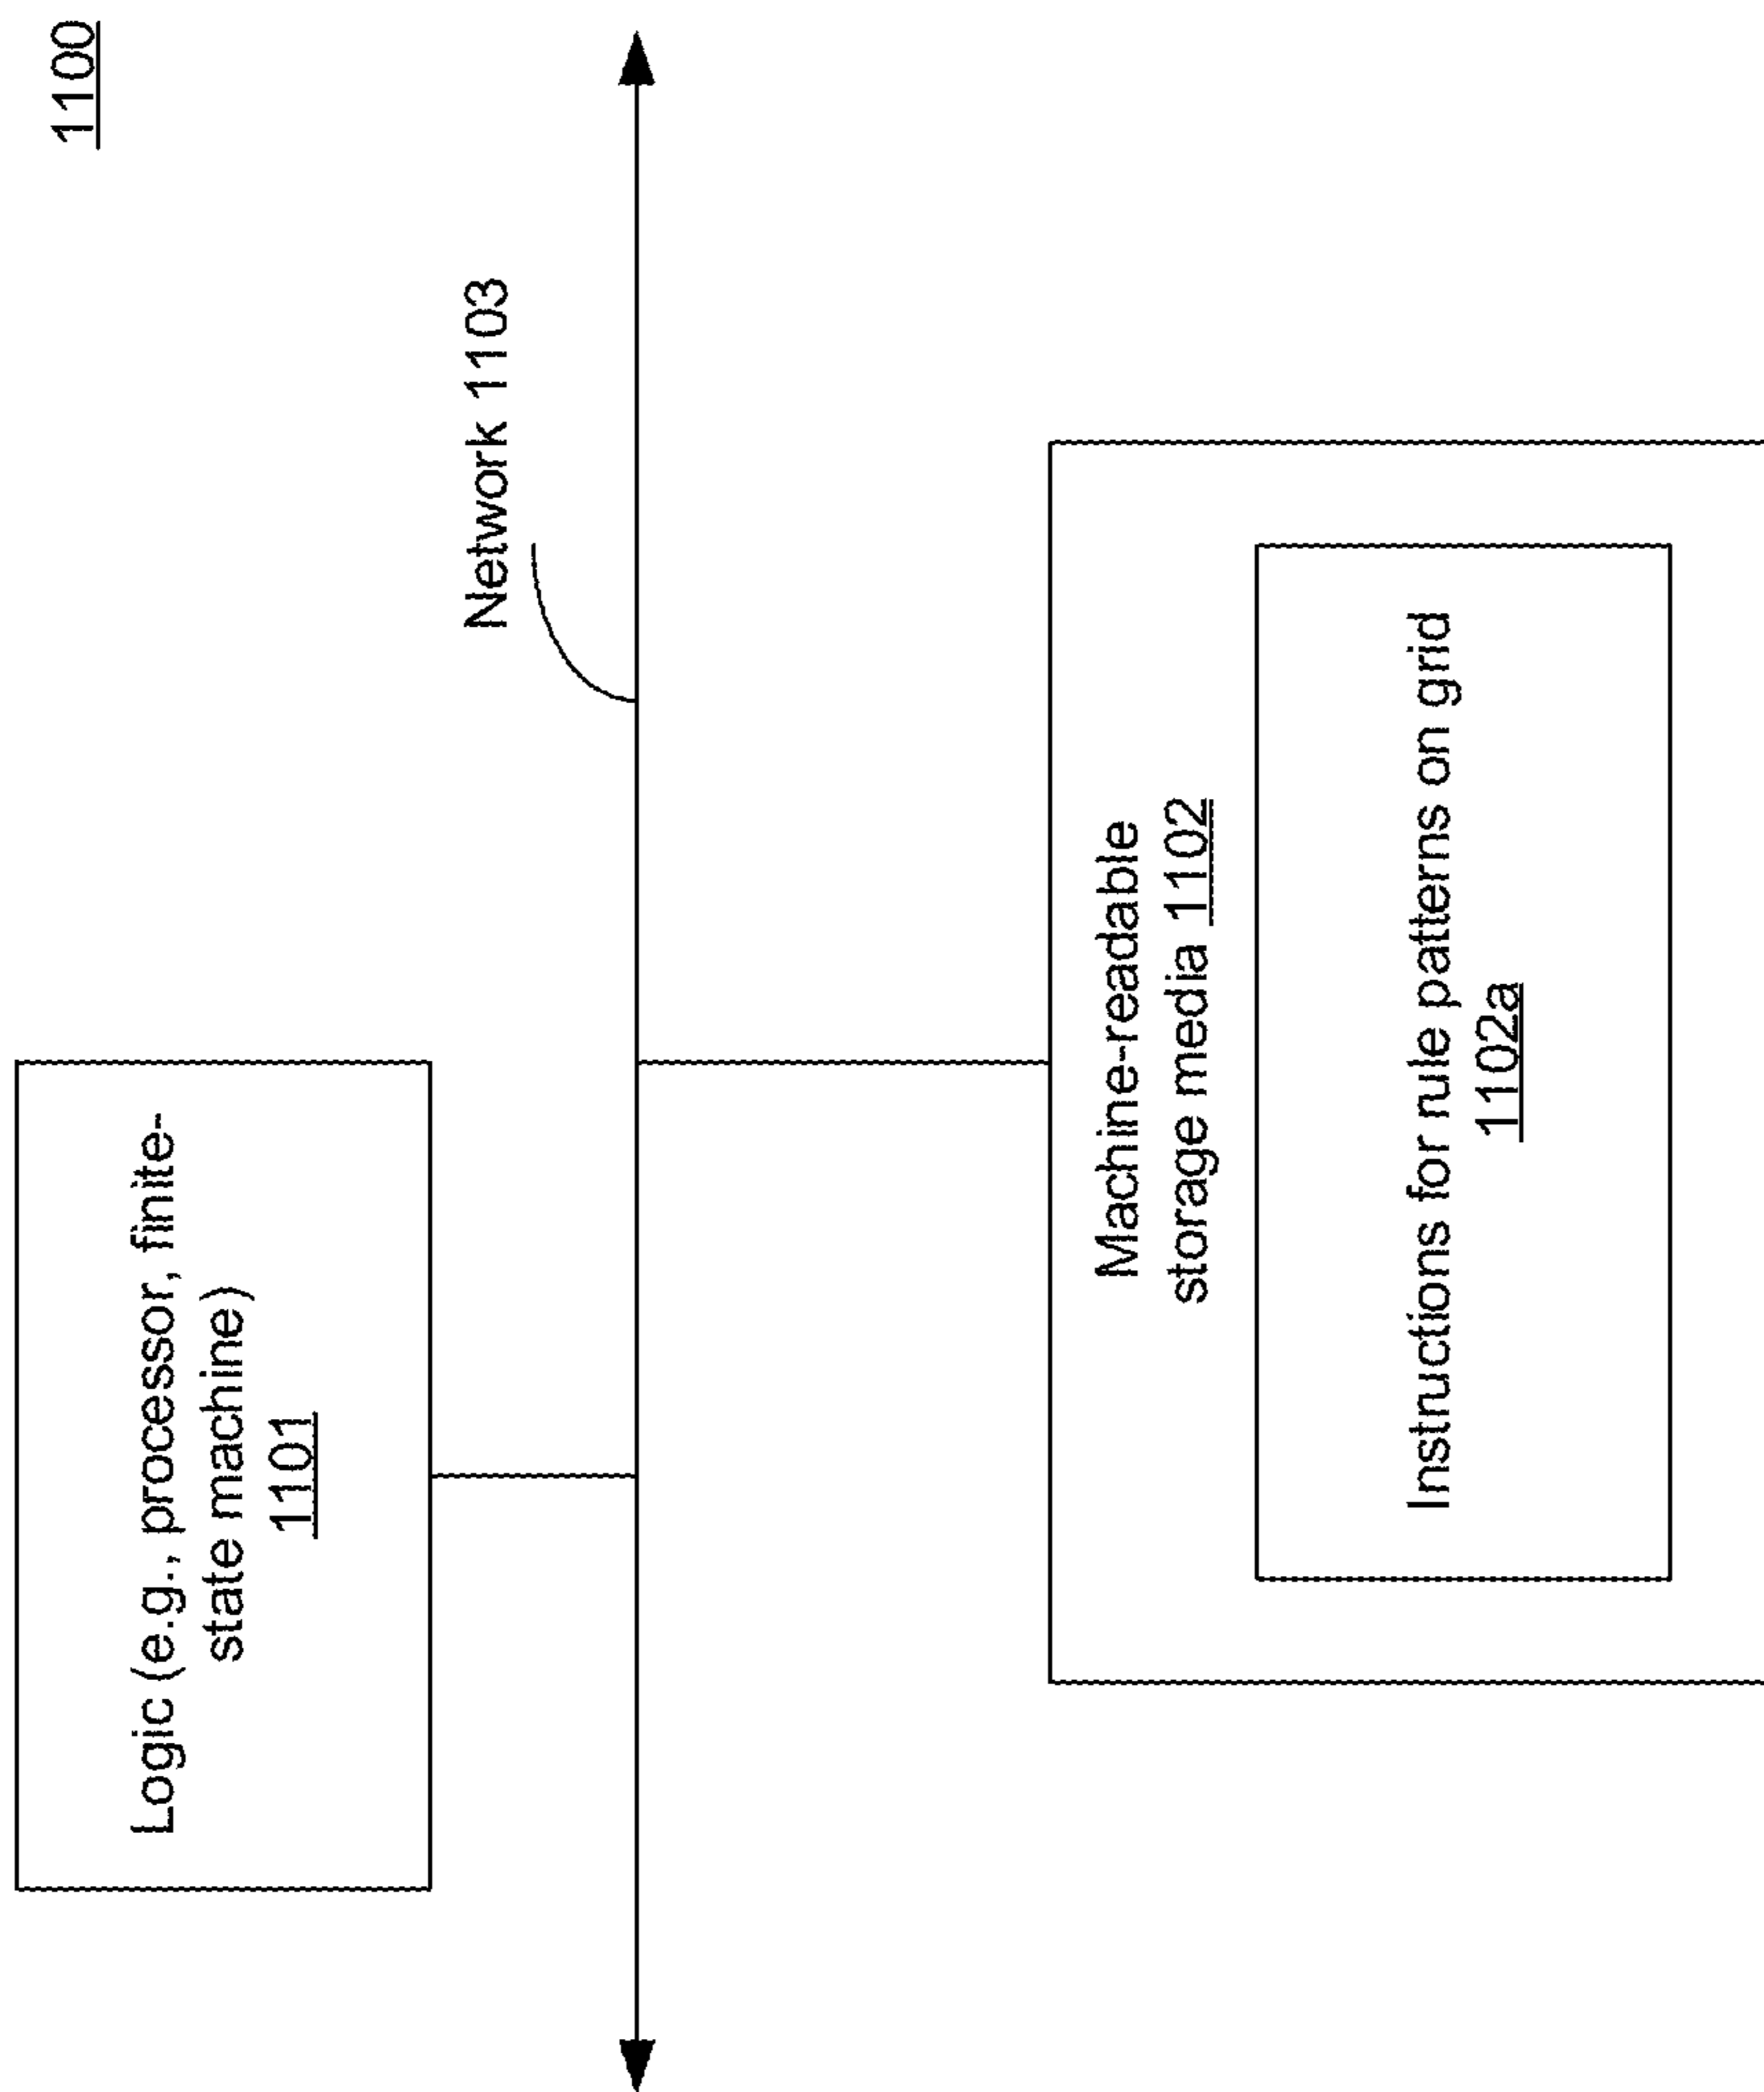 1100
Logic (e.g., processor, finite-
state machine)
1101
Network 1103
Machine-readable
storage media 1102
Instructions for rule patterns on grid
1102a